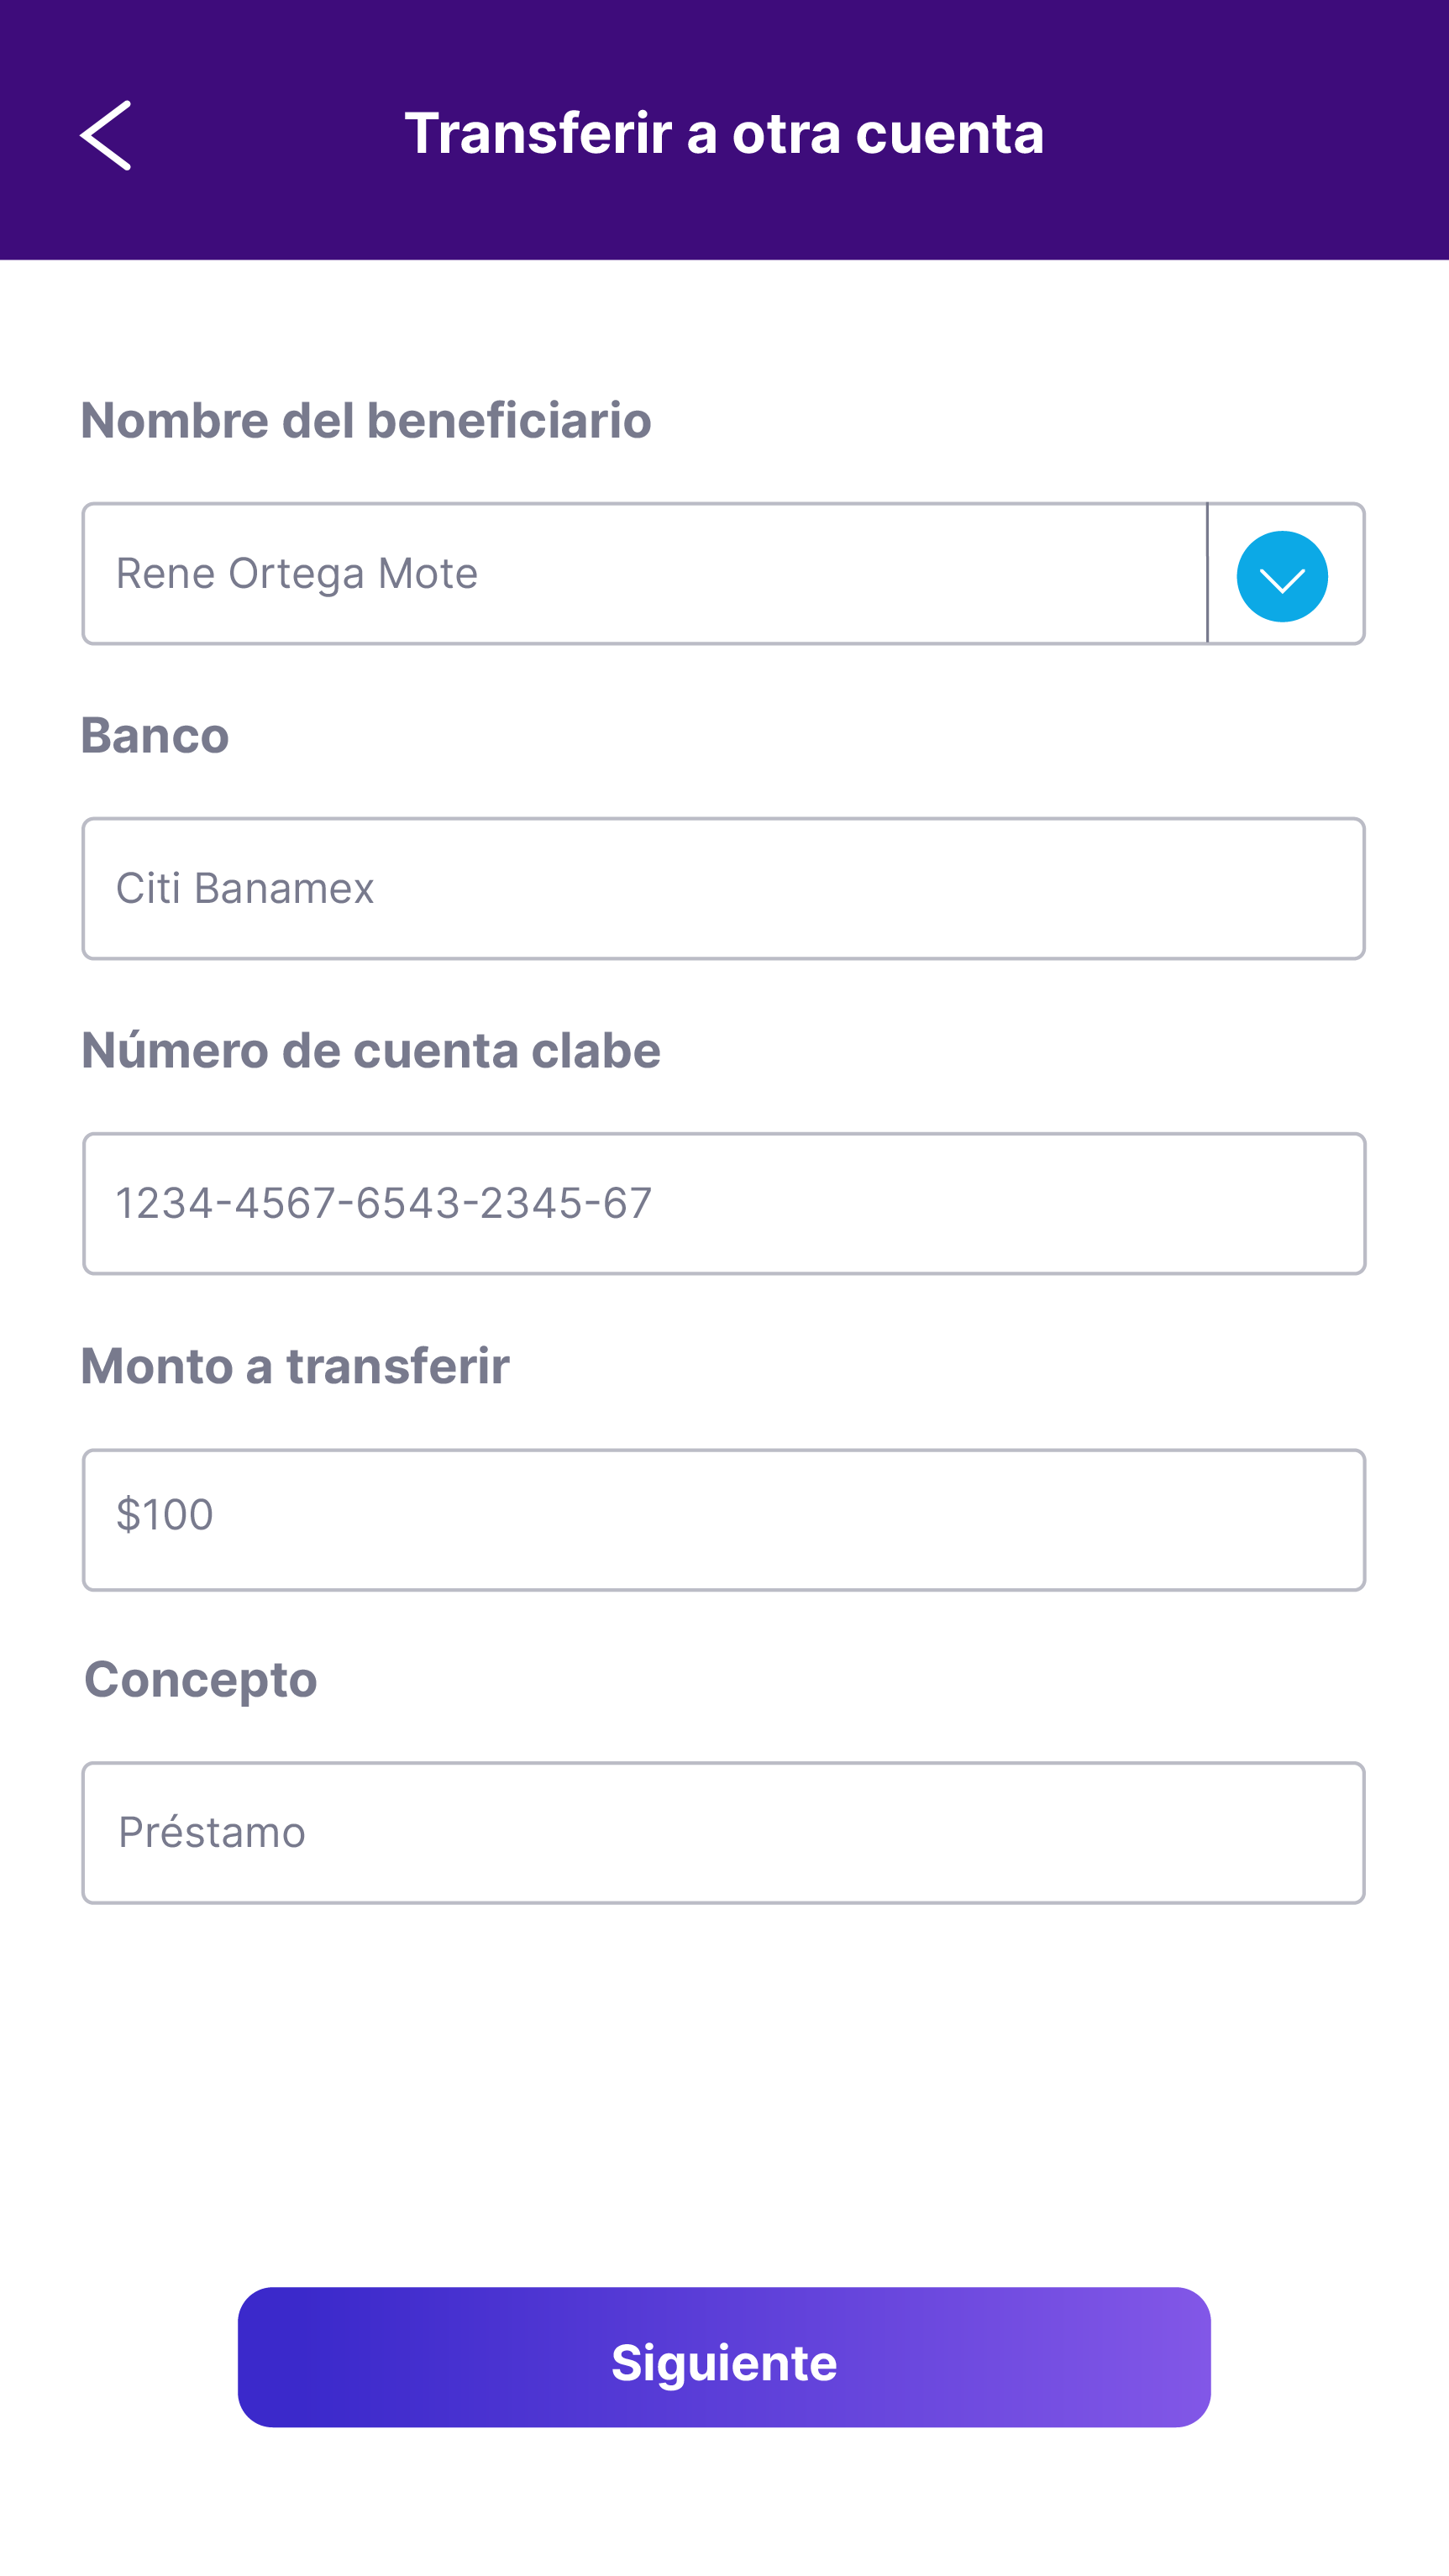 Transferir a otra cuenta
Nombre del beneficiario
Rene Ortega Mote
Banco
Citi Banamex
Número de cuenta clabe
1234-4567-6543-2345-67
Monto a transferir
$100
Concepto
Préstamo
Siguiente